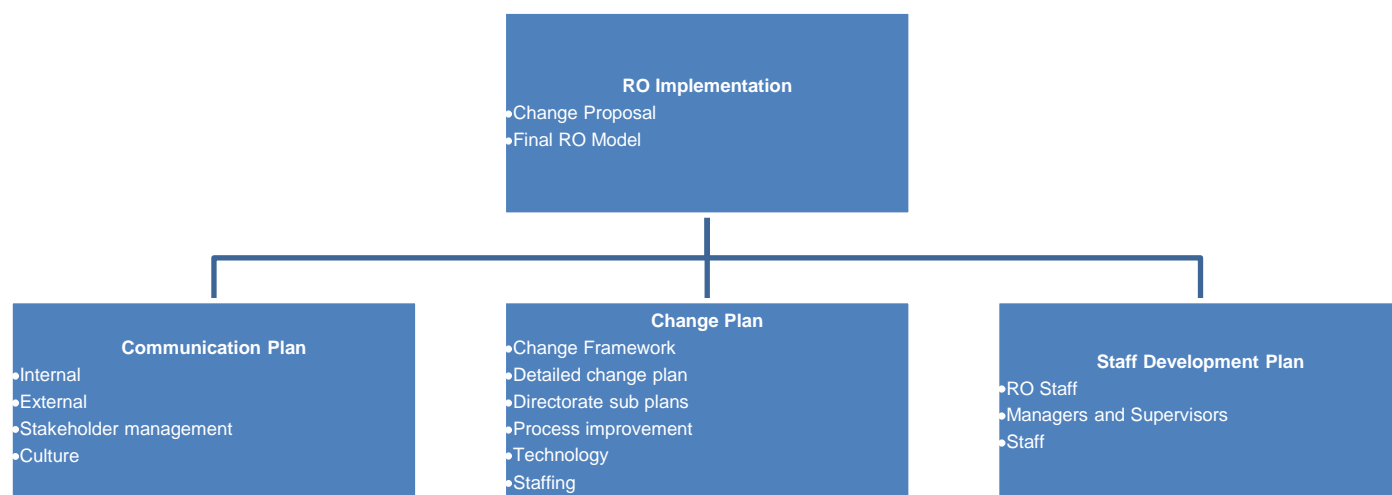 RO Implementation
•Change Proposal
•Final RO Model
Communication Plan
•Internal
•External
•Stakeholder management
•Culture
Change Plan
•Change Framework
•Detailed change plan
•Directorate sub plans
•Process improvement
•Technology
•Staffing
Staff Development Plan
•RO Staff
•Managers and Supervisors
•Staff